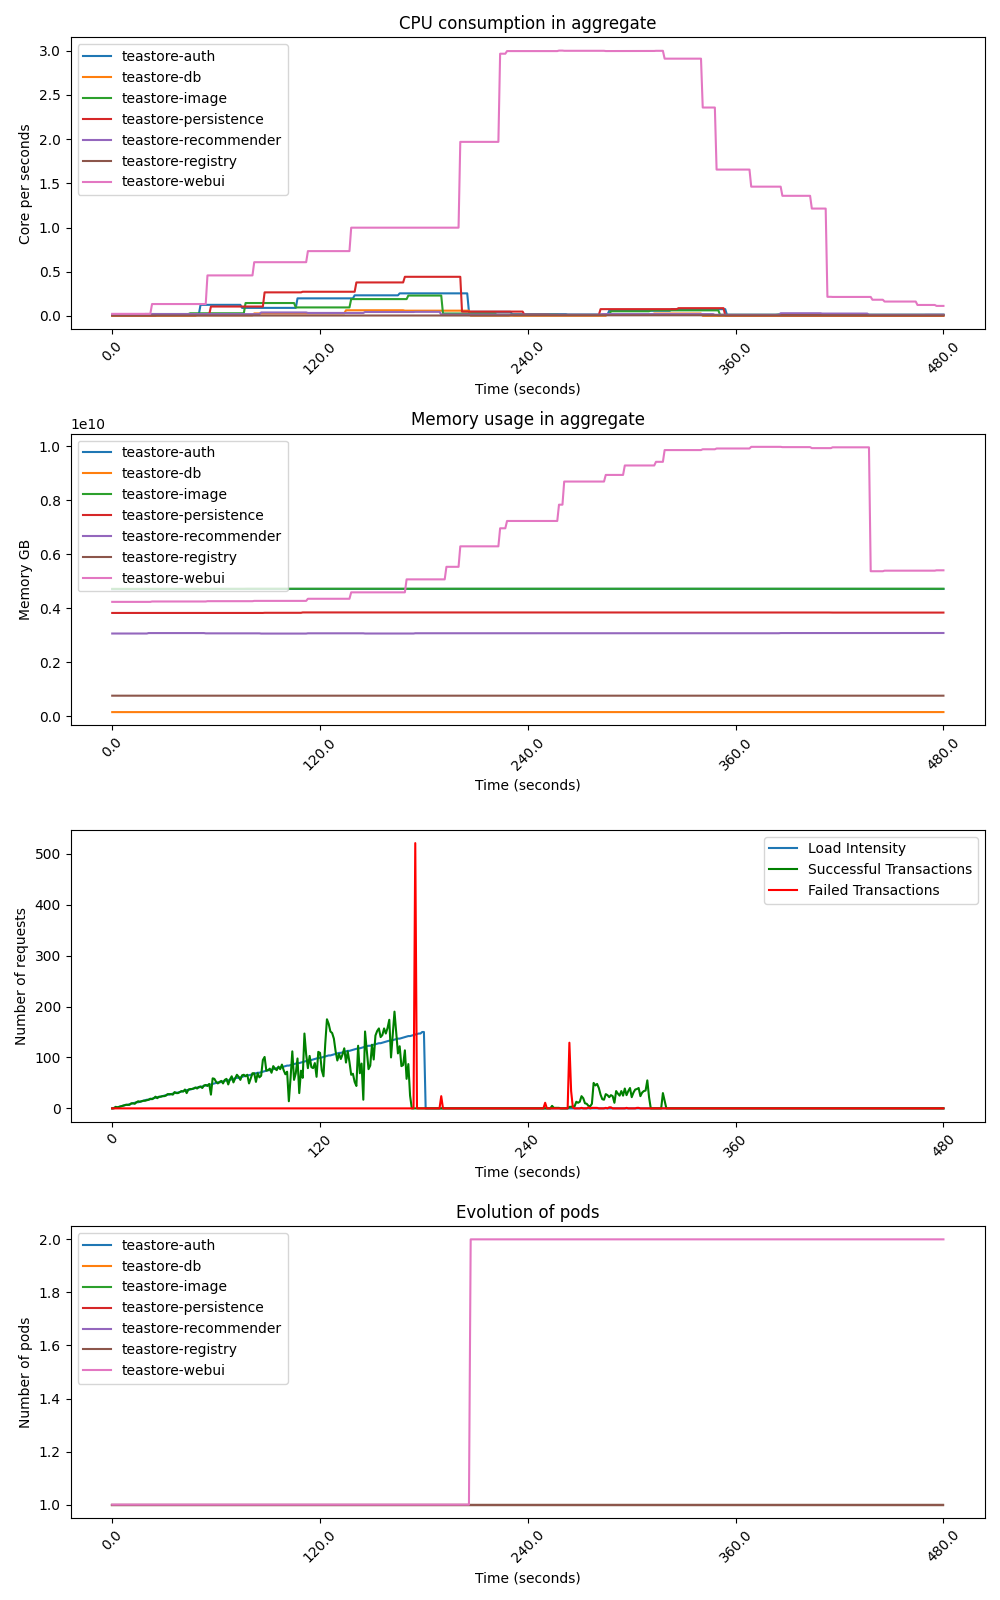 CPU consumption in aggregate
Core per seconds
3.0
2.5
2.0
1.5
1.0
0.5
0.0
teastore-auth
teastore-db
teastore-image
teastore-persistence
teastore-recommender
teastore-registry
teastore-webui
0.0 120.0 240.0 360.0 480.0
Time (seconds)
Memory usage in aggregate
1e10
Memory GB
1.0
0.8
0.6
0.4
0.2
0.0
teastore-auth
teastore-db
teastore-image
teastore-persistence
teastore-recommender
teastore-registry
teastore-webui
0.0 120.0 240.0 360.0 480.0
Time (seconds)
Number of requests
500
400
300
200
100
0
Load Intensity
Successful Transactions
Failed Transactions
0 120 240 360 480
Time (seconds)
Evolution of pods
Number of pods
2.0
1.8
1.6
1.4
1.2
1.0
teastore-auth
teastore-db
teastore-image
teastore-persistence
teastore-recommender
teastore-registry
teastore-webui
0.0 120.0 240.0 360.0 480.0
Time (seconds)